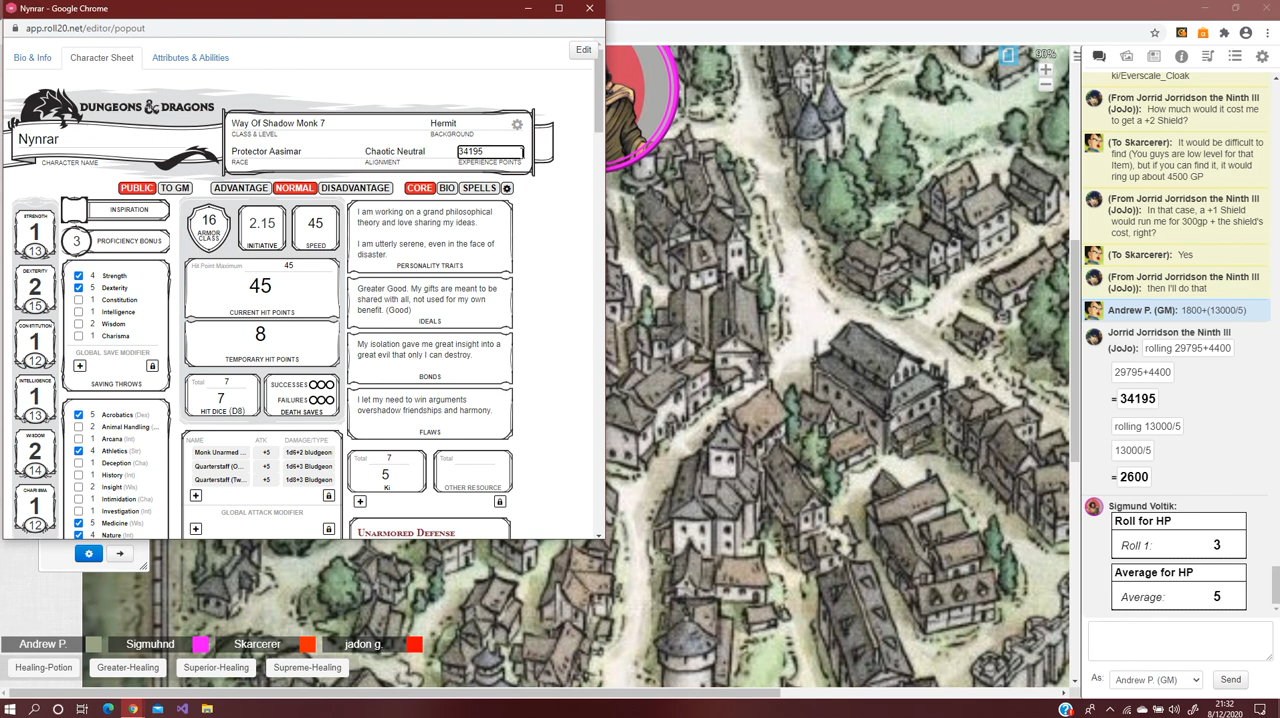 Nynrar - Google Chrome
app.roll20.net/editor/popout
Edit
Bio & Info
Character Sheet
Attributes & Abilities
DUNGEONS & DRAGONS
Way Of Shadow Monk 7
Hermit
CLASS & LEVEL
BACKGROUND
Nynrar
Protector Aasimar
Chaotic Neutral
34195
CHARACTER NAME
RACE
ALIGNMENT
EXPERIENCE POINTS
PUBLIC
TO GM
ADVANTAGE
NORMAL
DISADVANTAGE
CORE
BIO
SPELLS
STRENGTH
1
13
DEXTERITY
2
15
CONSTITUTION
1
12
INTELLIGENCE
1
13
WISDOM
2
14
CHARISMA
1
12
INSPIRATION
3
PROFICIENCY BONUS
4 Strength
5 Dexterity
1 Constitution
1 Intelligence
2 Wisdom
1 Charisma
GLOBAL SAVE MODIFIER
+
SAVING THROWS
5 Acrobatics (Dex)
2 Animal Handling (...
1 Arcana (Int)
4 Athletics (Str)
1 Deception (Cha)
1 History (Int)
2 Insight (Wis)
1 Intimidation (Cha)
1 Investigation (Int)
5 Medicine (Wis)
4 Nature (Int)
16
ARMOR
CLASS
2.15
INITIATIVE
45
SPEED
Hit Point Maximum 45
45
CURRENT HIT POINTS
8
TEMPORARY HIT POINTS
Total 7
7
HIT DICE (D8)
SUCCESSES
FAILURES
DEATH SAVES
NAME ATK DAMAGE/TYPE
Monk Unarmed ... +5 1d6+2 bludgeon
Quarterstaff (O... +5 1d6+3 Bludgeon
Quarterstaff (Tw... +5 1d8+3 Bludgeon
+
GLOBAL ATTACK MODIFIER
+
I am working on a grand philosophical
theory and love sharing my ideas.
I am utterly serene, even in the face of
disaster.
PERSONALITY TRAITS
Greater Good. My gifts are meant to be
shared with all, not used for my own
benefit. (Good)
IDEALS
My isolation gave me great insight into a
great evil that only I can destroy.
BONDS
I let my need to win arguments
overshadow friendships and harmony.
FLAWS
Total 7
5
Ki
Total
OTHER RESOURCE
+
UNARMORED DEFENSE
90%
+
ki/Everscale_Cloak
(From Jorrid Jorridson the Ninth III
(JoJo)): How much would it cost me
to get a +2 Shield?
(To Skarcerer): It would be difficult to
find (You guys are low level for that
Item), but if you can find it, it would
ring up about 4500 GP
(From Jorrid Jorridson the Ninth III
(JoJo)): In that case, a +1 Shield
would run me for 300gp + the shield's
cost, right?
(To Skarcerer): Yes
(From Jorrid Jorridson the Ninth III
(JoJo)): then I'll do that
Andrew P. (GM): 1800+(13000/5)
Jorrid Jorridson the Ninth III
(JoJo): rolling 29795+4400
29795+4400
= 34195
rolling 13000/5
13000/5
= 2600
Sigmund Voltik:
Roll for HP
Roll 1: 3
Average for HP
Average: 5
As: Andrew P. (GM)
Send
Andrew P.
Sigmuhnd
Skarcerer
jadon g.
Healing-Potion
Greater-Healing
Superior-Healing
Supreme-Healing
21:32
8/12/2020